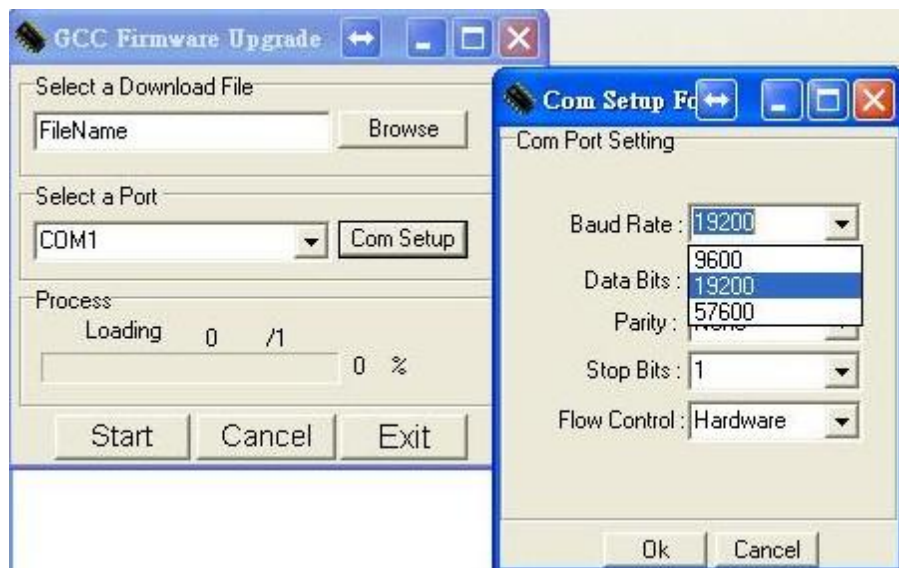 GCC Firmware Upgrade
Select a Download File
FileName
Browse
Select a Port
COM1
Com Setup
Process
Loading 0 /1
0 %
Start Cancel Exit
Com Setup
Com Port Setting
Baud Rate : 19200
9600
19200
57600
Data Bits :
Parity :
Stop Bits : 1
Flow Control : Hardware
Ok Cancel